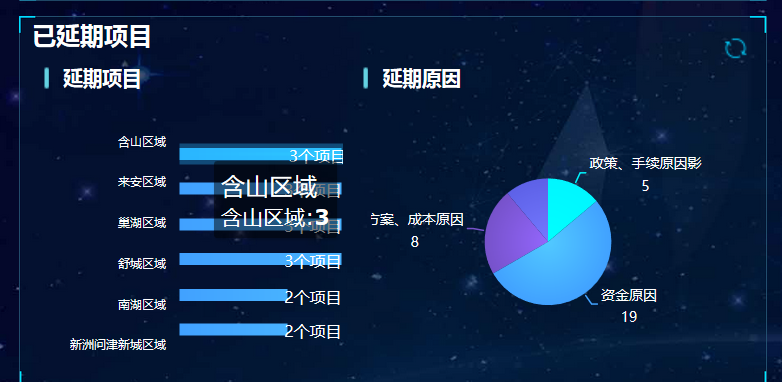 已延期项目
延期项目
延期原因
含山区域
3个项目
来安区域
含山区域
含山区域:3
巢湖区域
3个项目
舒城区域
3个项目
南湖区域
2个项目
新洲问津新城区域
2个项目
政策、手续原因影
5
方案、成本原因
8
资金原因
19